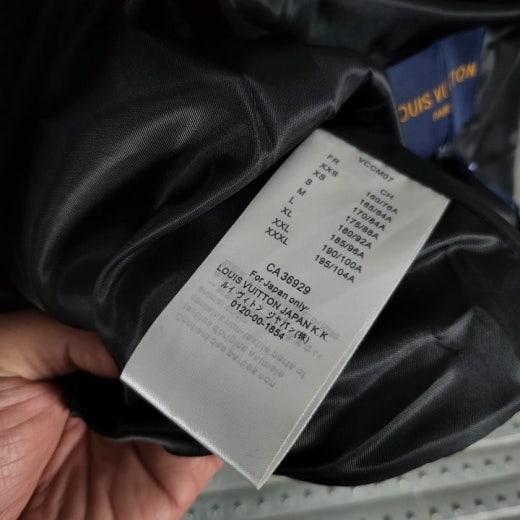 LOUIS VUITTON
VCCM07
FR CH
XXS 160/76A
XS 165/84A
S 170/84A
M 175/88A
L 180/92A
XL 185/96A
XXL 190/100A
XXXL 195/104A
CA 36929
For Japan only:
LOUIS VUITTON JAPAN K.K
ルイ・ヴィトン ジャパン(株)
0120-00-1854